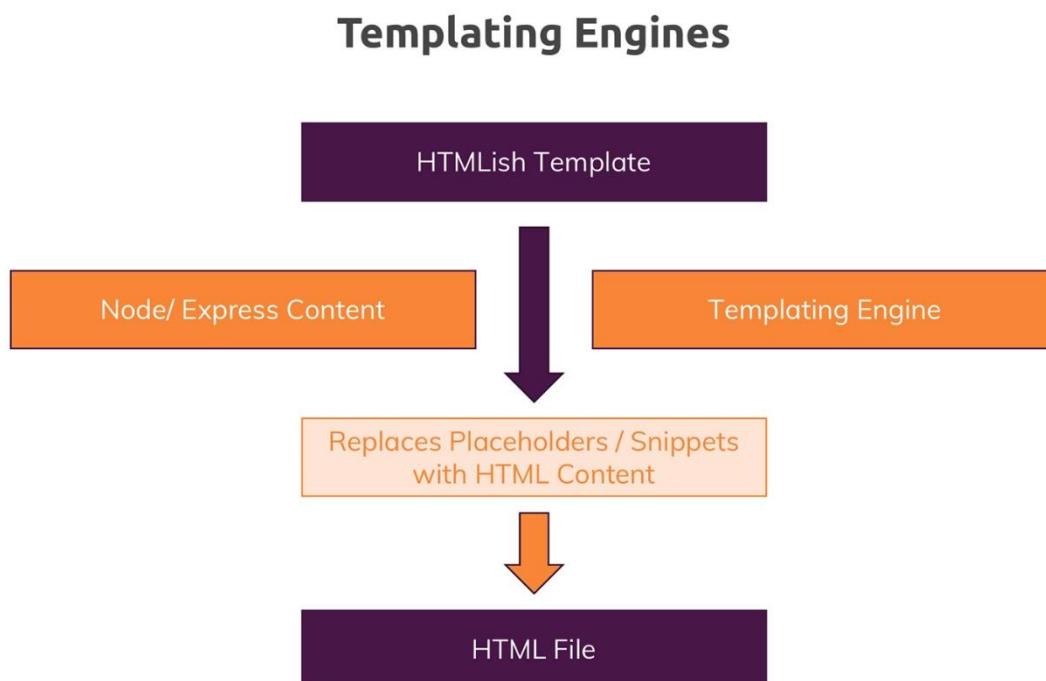 Templating Engines
HTMLish Template
Node/ Express Content
Templating Engine
Replaces Placeholders / Snippets
with HTML Content
HTML File